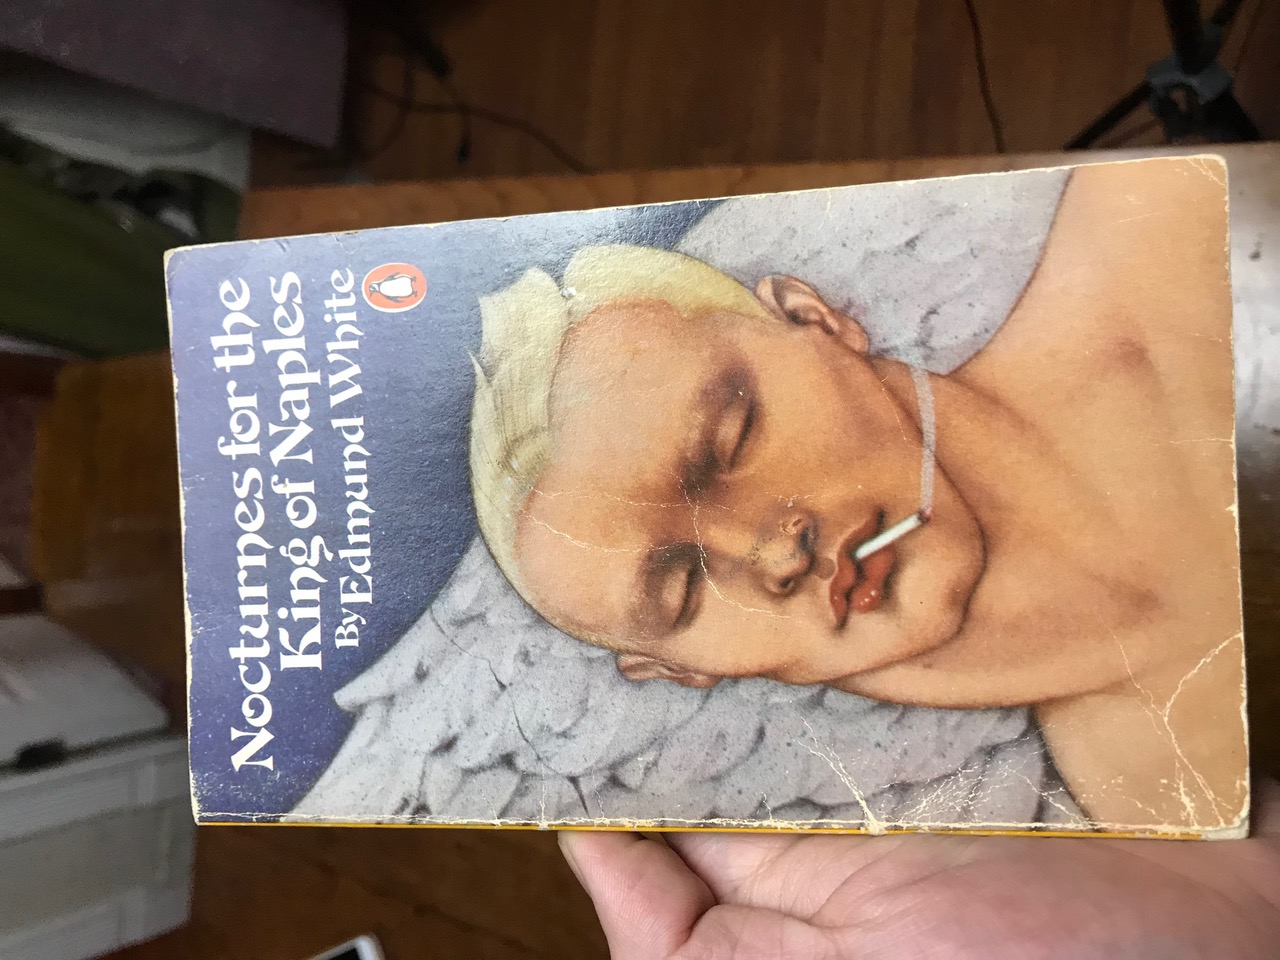 Nocturnes for the
King of Naples
By Edmund White